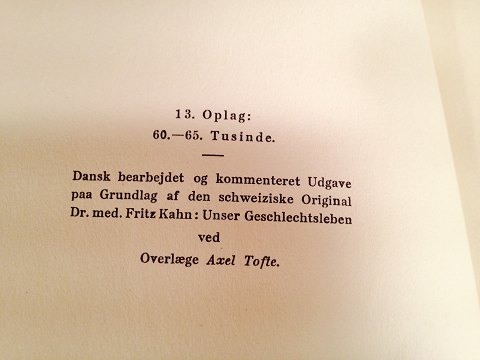 13. Oplag:
60.—65. Tusinde.
Dansk bearbejdet og kommenteret Udgave
paa Grundlag af den schweiziske Original
Dr. med. Fritz Kahn: Unser Geschlechtsleben
ved
Overlæge Axel Tofte.